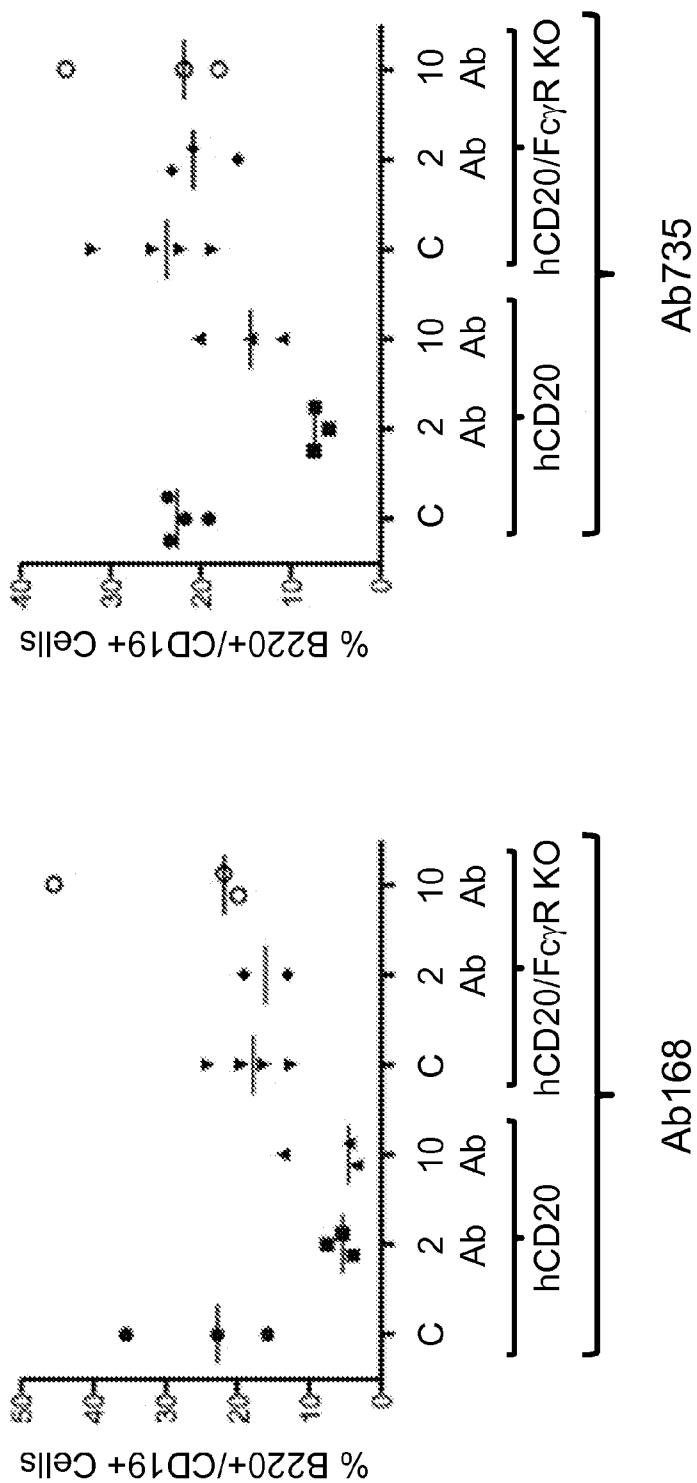 % B220+/CD19+ Cells
50
40
30
20
10
0
C 2 10 C 2 10
Ab Ab Ab Ab
hCD20 hCD20/FcγR KO
Ab168
% B220+/CD19+ Cells
40
30
20
10
0
C 2 10 C 2 10
Ab Ab Ab Ab
hCD20 hCD20/FcγR KO
Ab735